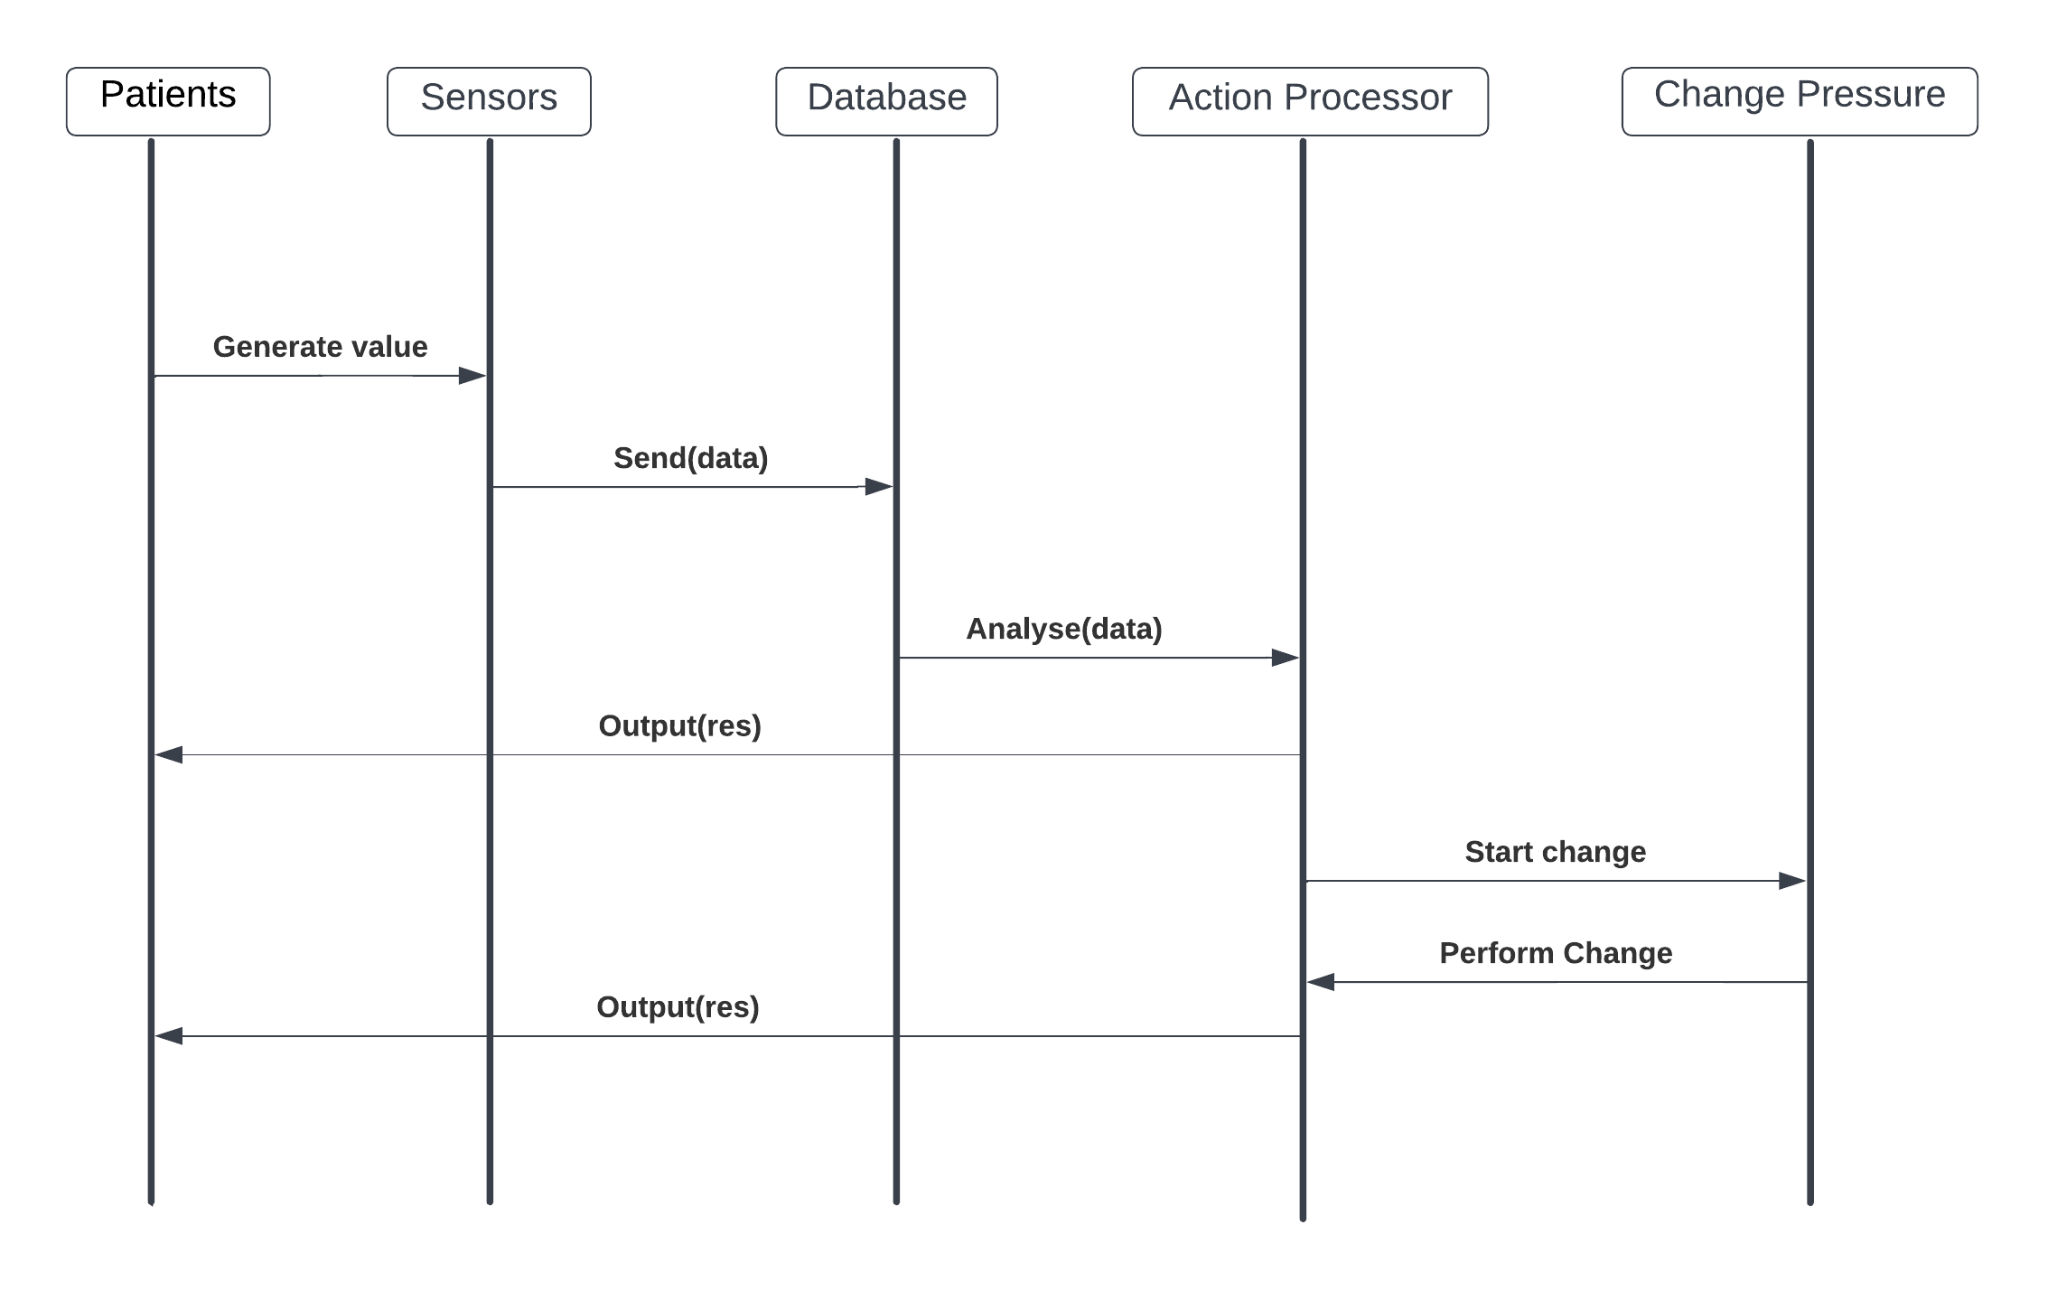 Patients
Sensors
Database
Action Processor
Change Pressure
Generate value
Send(data)
Analyse(data)
Output(res)
Start change
Perform Change
Output(res)